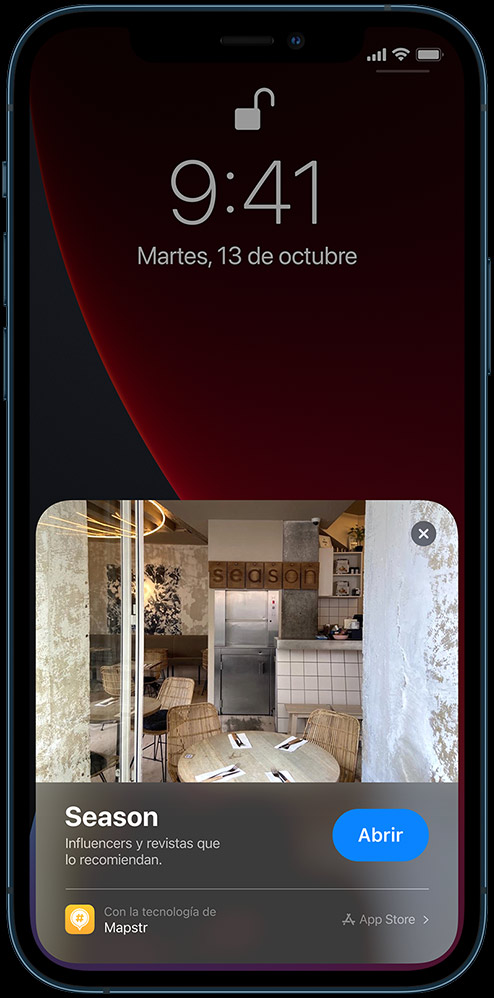 9:41
Martes, 13 de octubre
season
Season
Abrir
Influencers y revistas que
lo recomiendan.
Con la tecnología de
Mapstr
App Store